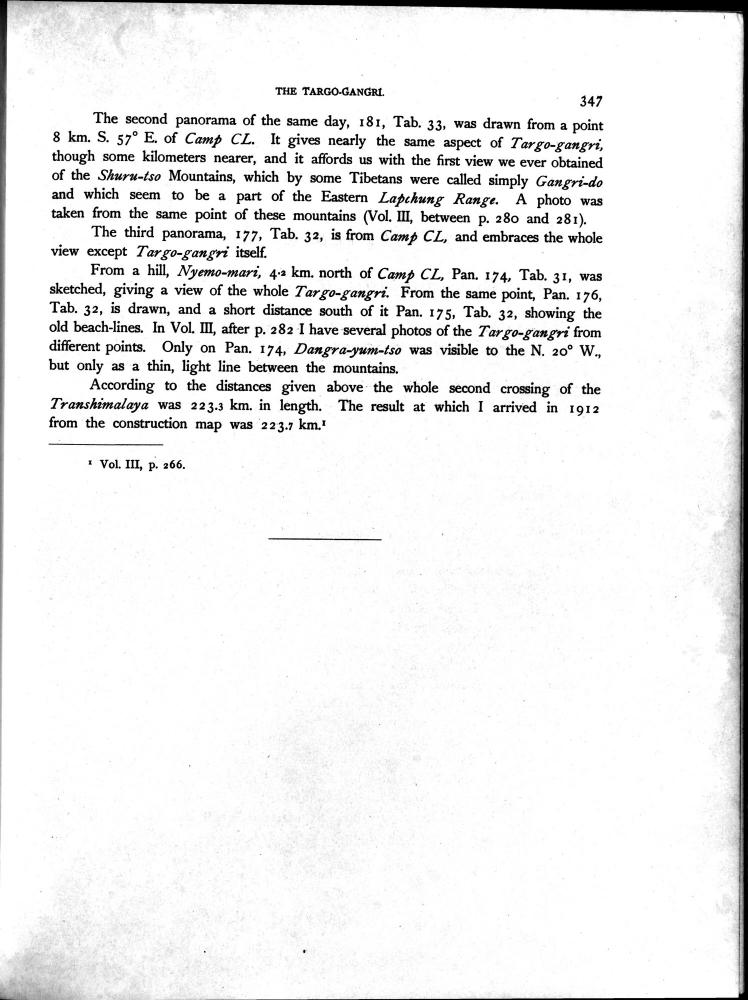 THE TARGO-GANGRI.
347
The second panorama of the same day, 181, Tab. 33, was drawn from a point
8 km. S. 57° E. of Camp CL. It gives nearly the same aspect of Targo-gangri,
though some kilometers nearer, and it affords us with the first view we ever obtained
of the Shuru-tso Mountains, which by some Tibetans were called simply Gangri-do
and which seem to be a part of the Eastern Lapchung Range. A photo was
taken from the same point of these mountains (Vol. III, between p. 280 and 281).
The third panorama, 177, Tab. 32, is from Camp CL, and embraces the whole
view except Targo-gangri itself.
From a hill, Nyemo-mari, 4.2 km. north of Camp CL, Pan. 174, Tab. 31, was
sketched, giving a view of the whole Targo-gangri. From the same point, Pan. 176,
Tab. 32, is drawn, and a short distance south of it Pan. 175, Tab. 32, showing the
old beach-lines. In Vol. III, after p. 282 I have several photos of the Targo-gangri from
different points. Only on Pan. 174, Dangra-yum-tso was visible to the N. 20° W.,
but only as a thin, light line between the mountains.
According to the distances given above the whole second crossing of the
Transhimalaya was 223.3 km. in length. The result at which I arrived in 1912
from the construction map was 223.7 km.¹
¹ Vol. III, p. 266.